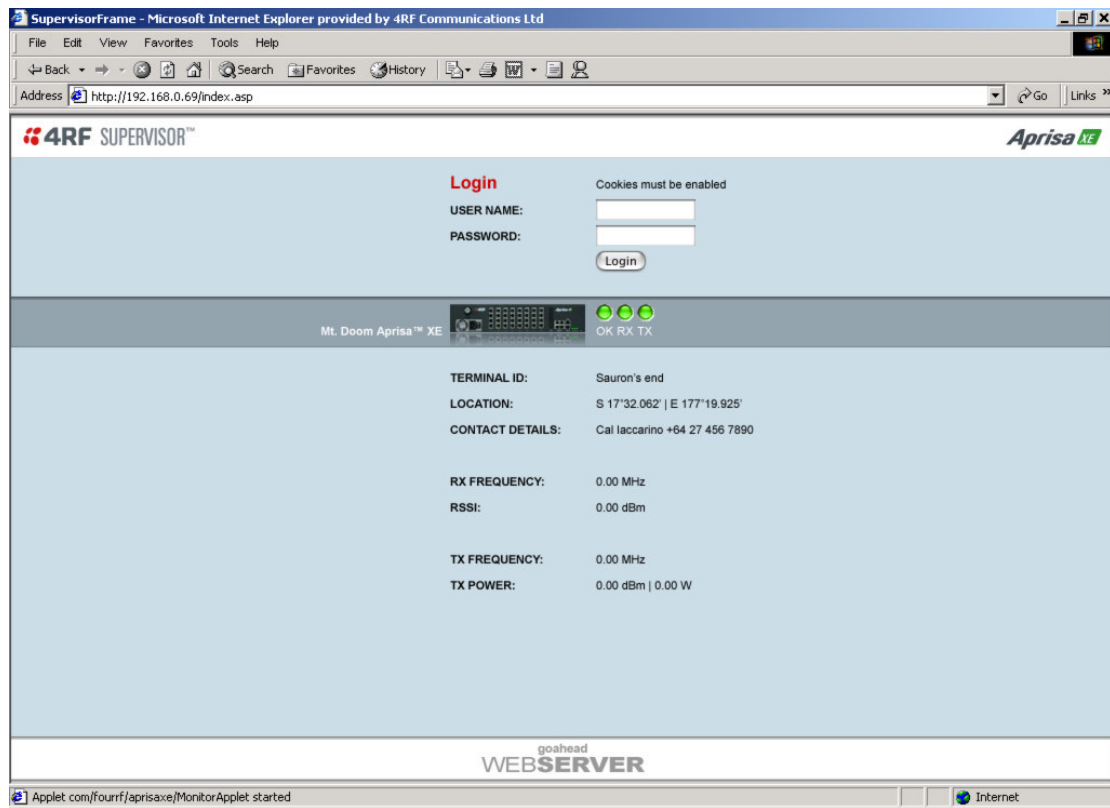 SupervisorFrame - Microsoft Internet Explorer provided by 4RF Communications Ltd
File Edit View Favorites Tools Help
Back Search Favorites History
Address http://192.168.0.69/index.asp Go Links »
4RF SUPERVISOR™ Aprisa XE
Login Cookies must be enabled
USER NAME:
PASSWORD:
Login
Mt. Doom Aprisa™ XE OK RX TX
TERMINAL ID: Sauron's end
LOCATION: S 17°32.062' | E 177°19.925'
CONTACT DETAILS: Cal Iaccarino +64 27 456 7890
RX FREQUENCY: 0.00 MHz
RSSI: 0.00 dBm
TX FREQUENCY: 0.00 MHz
TX POWER: 0.00 dBm | 0.00 W
goahead
WEBSERVER
Applet com/fourrf/aprisaxe/MonitorApplet started Internet